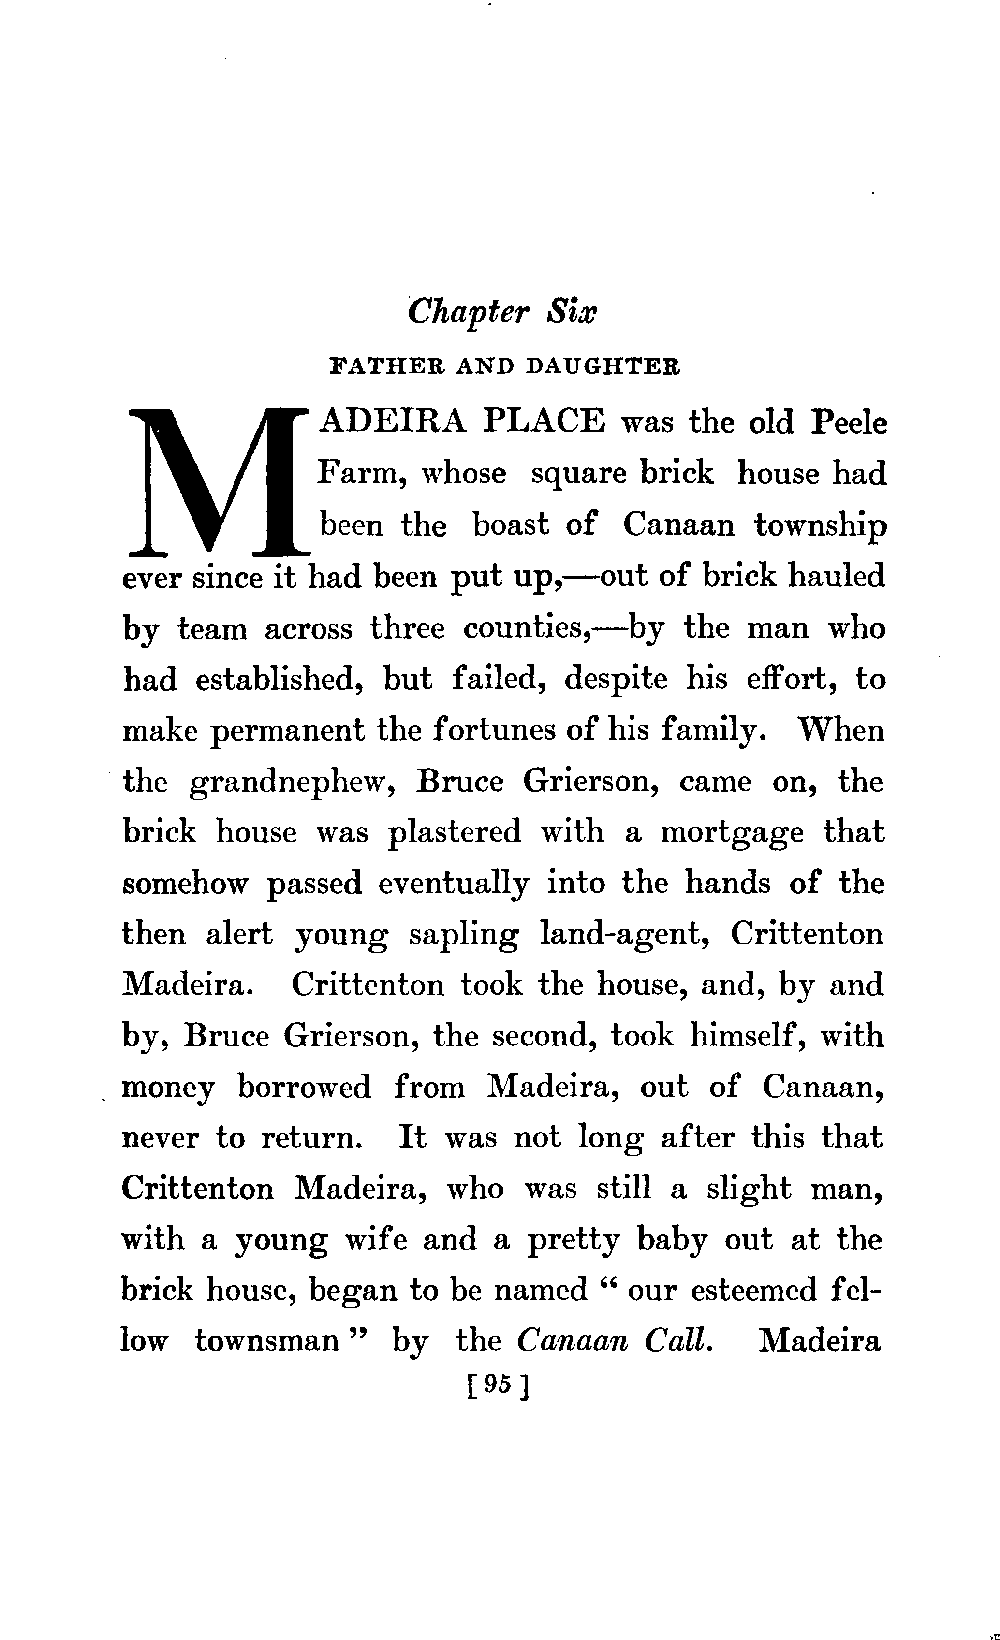 Chapter Six
FATHER AND DAUGHTER
MADEIRA PLACE was the old Peele
Farm, whose square brick house had
been the boast of Canaan township
ever since it had been put up,—out of brick hauled
by team across three counties,—by the man who
had established, but failed, despite his effort, to
make permanent the fortunes of his family. When
the grandnephew, Bruce Grierson, came on, the
brick house was plastered with a mortgage that
somehow passed eventually into the hands of the
then alert young sapling land-agent, Crittenton
Madeira. Crittenton took the house, and, by and
by, Bruce Grierson, the second, took himself, with
money borrowed from Madeira, out of Canaan,
never to return. It was not long after this that
Crittenton Madeira, who was still a slight man,
with a young wife and a pretty baby out at the
brick house, began to be named “ our esteemed fel-
low townsman ” by the Canaan Call. Madeira
[ 95 ]